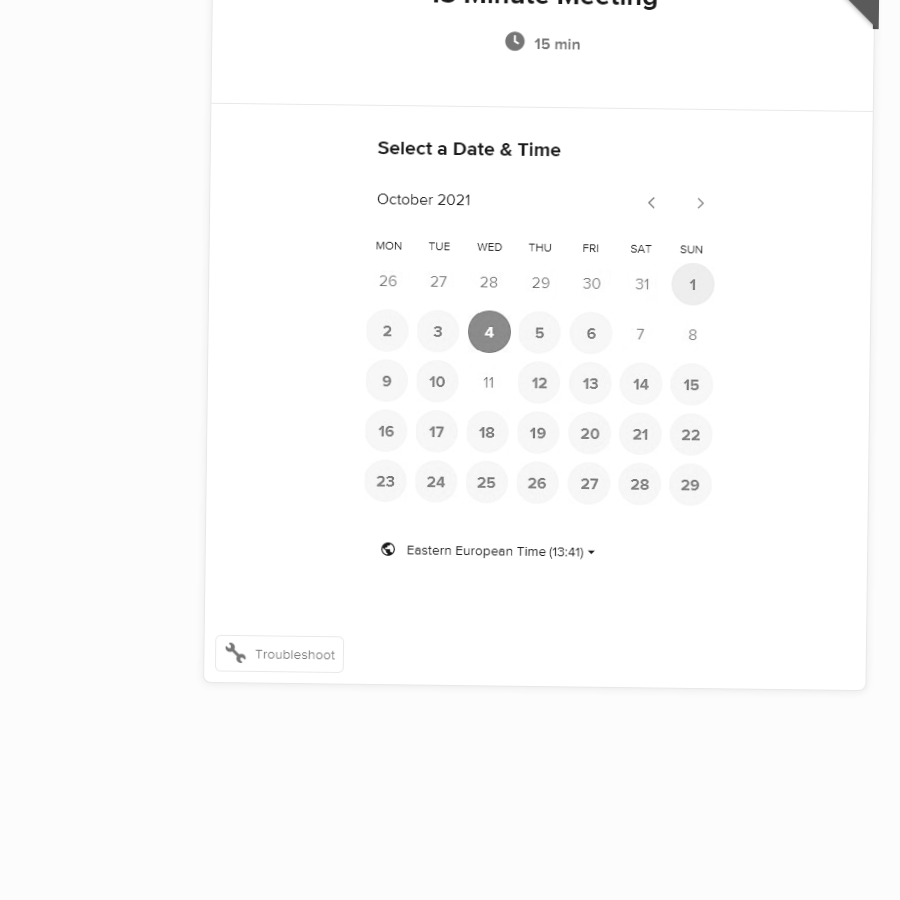 15 Minute Meeting
15 min
Select a Date & Time
October 2021
MON TUE WED THU FRI SAT SUN
26 27 28 29 30 31 1
2 3 4 5 6 7 8
9 10 11 12 13 14 15
16 17 18 19 20 21 22
23 24 25 26 27 28 29
Eastern European Time (13:41)
Troubleshoot